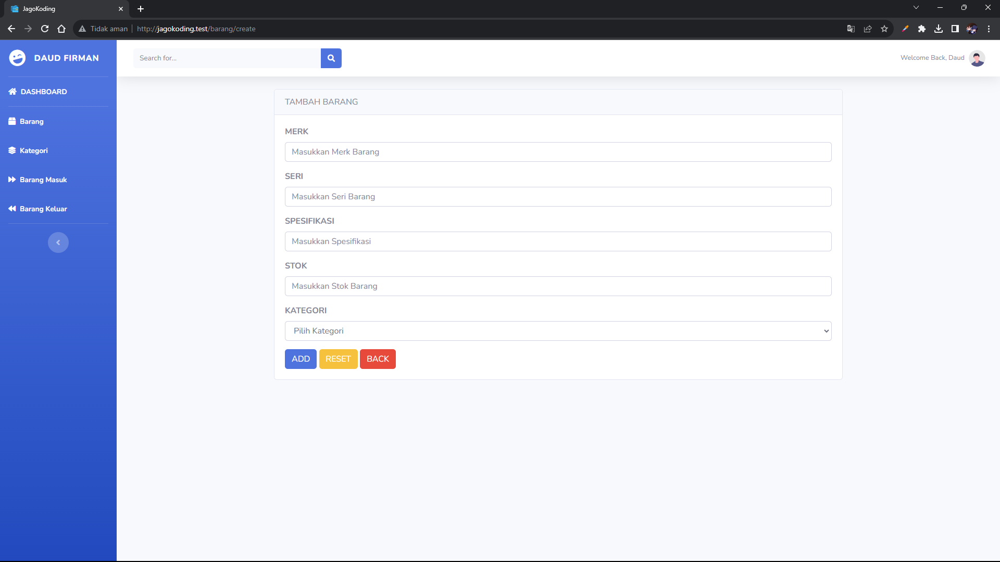 JagoKoding
Tidak aman
http://jagokoding.test/barang/create
DAUD FIRMAN
Search for...
Welcome Back, Daud
DASHBOARD
Barang
Kategori
Barang Masuk
Barang Keluar
TAMBAH BARANG
MERK
Masukkan Merk Barang
SERI
Masukkan Seri Barang
SPESIFIKASI
Masukkan Spesifikasi
STOK
Masukkan Stok Barang
KATEGORI
Pilih Kategori
ADD RESET BACK